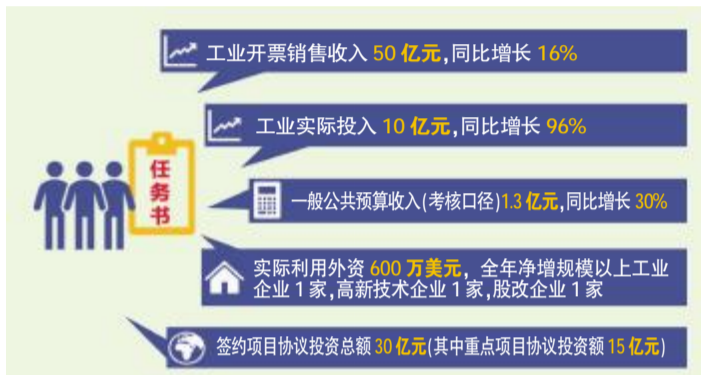 工业开票销售收入 50 亿元,同比增长 16%
工业实际投入 10 亿元,同比增长 96%
任务书
一般公共预算收入(考核口径)1.3 亿元,同比增长 30%
实际利用外资 600 万美元，全年净增规模以上工业
企业 1 家,高新技术企业 1 家,股改企业 1 家
签约项目协议投资总额 30 亿元(其中重点项目协议投资额 15 亿元)